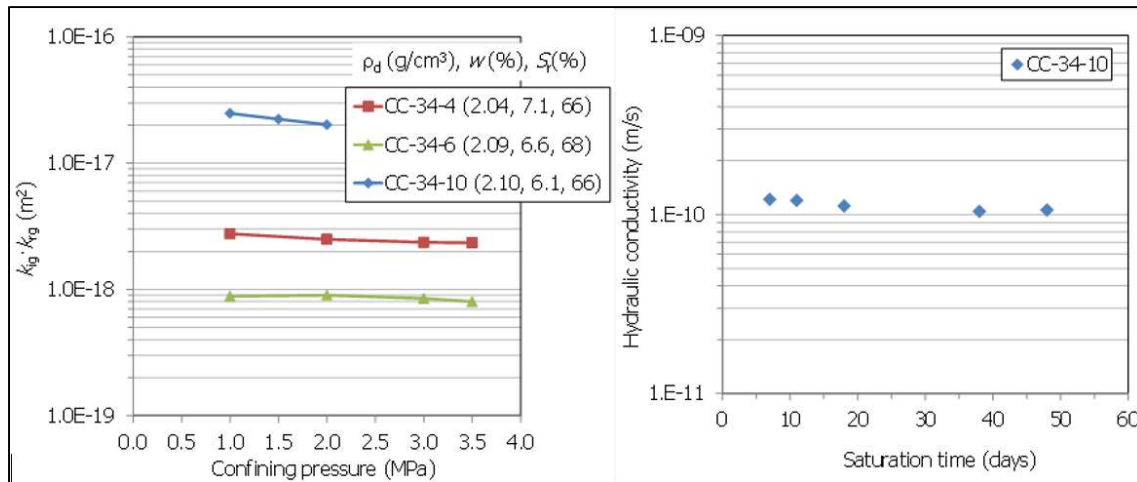 1.0E-16
ρd (g/cm³), w (%), Sr(%)
CC-34-4 (2.04, 7.1, 66)
CC-34-6 (2.09, 6.6, 68)
CC-34-10 (2.10, 6.1, 66)
1.0E-17
1.0E-18
1.0E-19
kig·krg (m²)
0.0 0.5 1.0 1.5 2.0 2.5 3.0 3.5 4.0
Confining pressure (MPa)
1.E-09
CC-34-10
1.E-10
1.E-11
Hydraulic conductivity (m/s)
0 10 20 30 40 50 60
Saturation time (days)